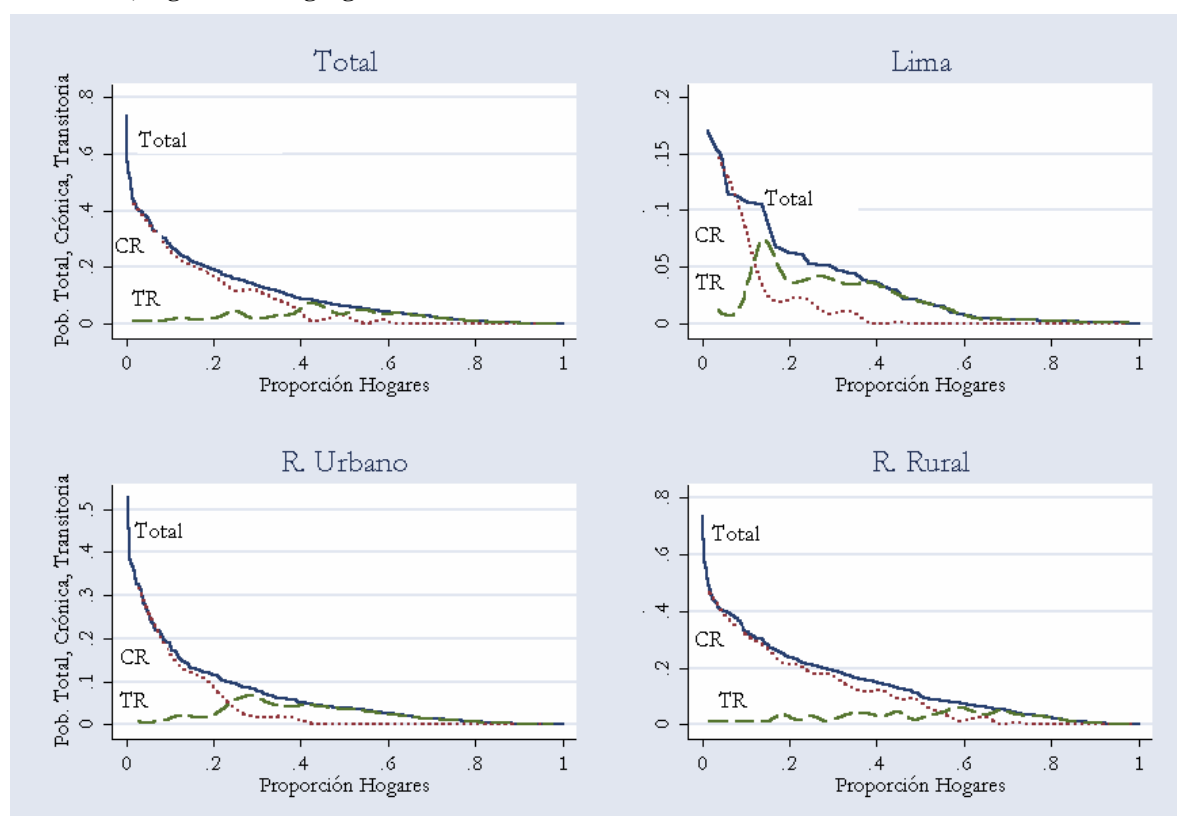 Total
Pob. Total, Crónica, Transitoria
.8
.6
.4
.2
0
Total
CR
TR
0 .2 .4 .6 .8 1
Proporción Hogares
Lima
.2
.15
.1
.05
0
Total
CR
TR
0 .2 .4 .6 .8 1
Proporción Hogares
R. Urbano
Pob. Total, Crónica, Transitoria
.5
.4
.3
.2
.1
0
Total
CR
TR
0 .2 .4 .6 .8 1
Proporción Hogares
R. Rural
.8
.6
.4
.2
0
Total
CR
TR
0 .2 .4 .6 .8 1
Proporción Hogares